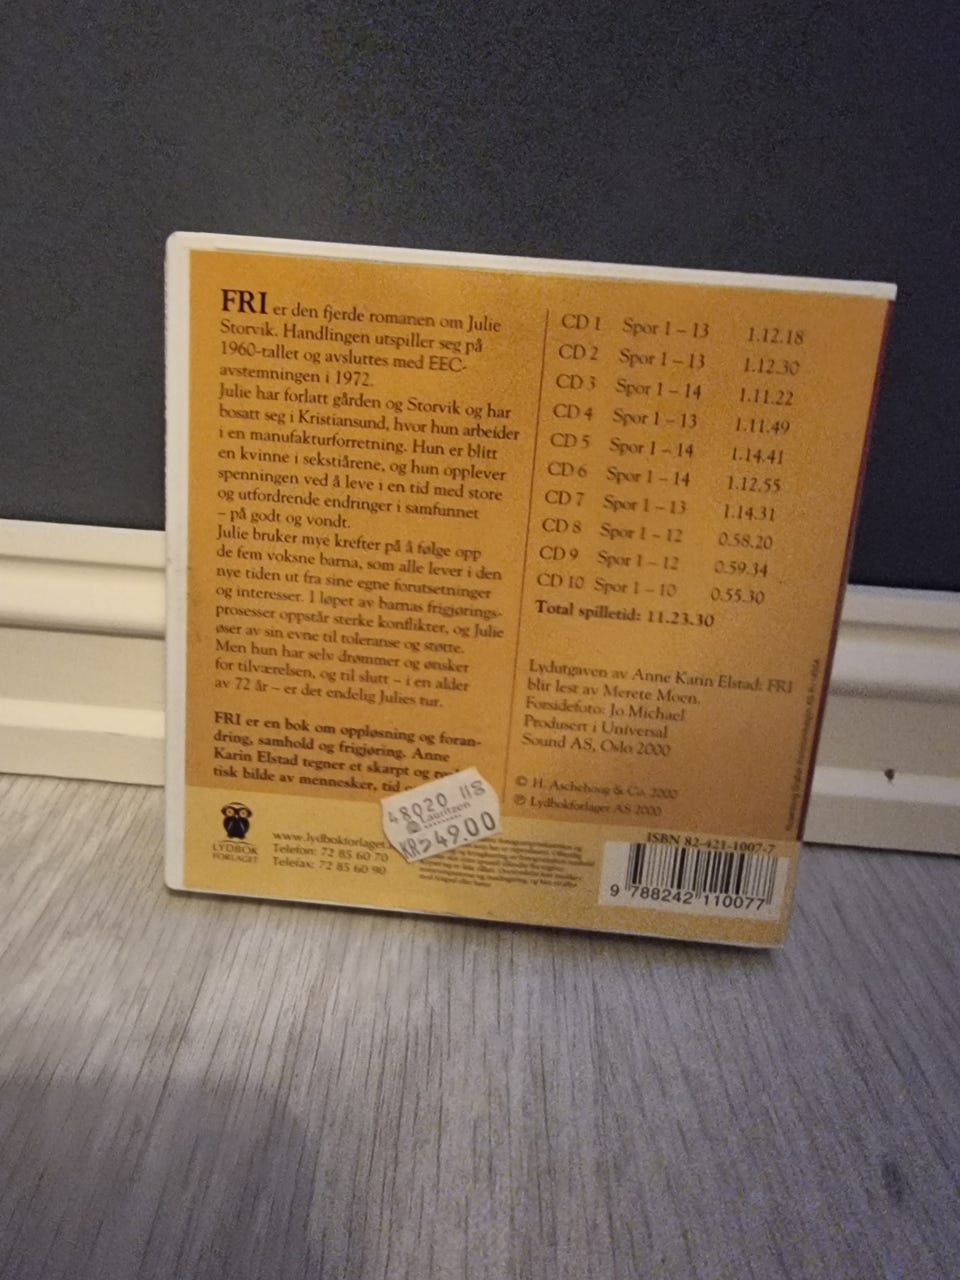 FRI er den fjerde romanen om Julie
Storvik. Handlingen utspiller seg på
1960-tallet og avsluttes med EEC-
avstemningen i 1972.
Julie har forlatt gården og Storvik og har
bosatt seg i Kristiansund, hvor hun arbeider
i en manufakturforretning. Hun er blitt
en kvinne i sekstiårene, og hun opplever
spenningen ved å leve i en tid med store
og utfordrende endringer i samfunnet
– på godt og vondt.
Julie bruker mye krefter på å følge opp
de fem voksne barna, som alle lever i den
nye tiden ut fra sine egne forutsetninger
og interesser. I løpet av barnas frigjørings-
prosesser oppstår sterke konflikter, og Julie
øser av sin evne til toleranse og støtte.
Men hun har selv drømmer og ønsker
for tilværelsen, og til slutt – i en alder
av 72 år – er det endelig Julies tur.
FRI er en bok om oppløsning og foran-
dring, samhold og frigjøring. Anne
Karin Elstad tegner et skarpt og
tisk bilde av mennesker, tid
CD 1 Spor 1 – 13 1.12.18
CD 2 Spor 1 – 13 1.12.30
CD 3 Spor 1 – 14 1.11.22
CD 4 Spor 1 – 13 1.11.49
CD 5 Spor 1 – 14 1.14.41
CD 6 Spor 1 – 14 1.12.55
CD 7 Spor 1 – 13 1.14.31
CD 8 Spor 1 – 12 0.58.20
CD 9 Spor 1 – 12 0.59.34
CD 10 Spor 1 – 10 0.55.30
Total spilletid: 11.23.30
Lydutgaven av Anne Karin Elstad: FRI
blir lest av Merete Moen.
Forsidefoto: Jo Michael
Produsert i Universal
Sound AS, Oslo 2000
© H. Aschehoug & Co. 2000
℗ Lydbokforlaget AS 2000
LYDBOK
FORLAGET
www.lydbokforlaget.
Telefon: 72 85 60 70
Telefax: 72 85 60 90
48020 118
Lauritzen
KR 49.00
ISBN 82-421-1007-7
9 788242 110077